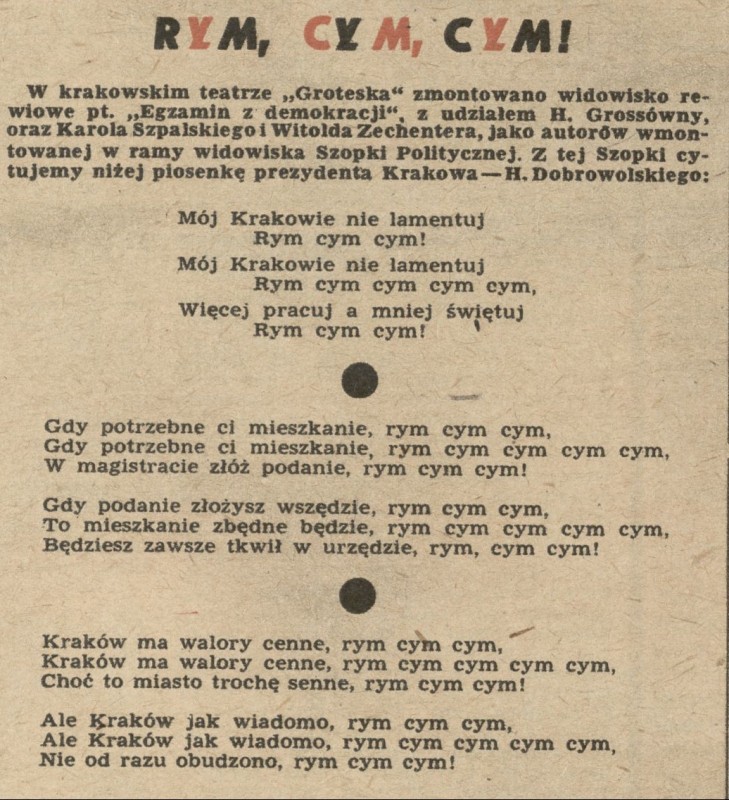 RYM, CYM, CYM!
W krakowskim teatrze „Groteska“ zmontowano widowisko re-
wiowe pt. „Egzamin z demokracji“, z udziałem H. Grossówny,
oraz Karola Szpalskiego i Witolda Zechentera, jako autorów wmon-
towanej w ramy widowiska Szopki Politycznej. Z tej Szopki cy-
tujemy niżej piosenkę prezydenta Krakowa — H. Dobrowolskiego:
Mój Krakowie nie lamentuj
Rym cym cym!
Mój Krakowie nie lamentuj
Rym cym cym cym cym,
Więcej pracuj a mniej świętuj
Rym cym cym!
Gdy potrzebne ci mieszkanie, rym cym cym,
Gdy potrzebne ci mieszkanie, rym cym cym cym cym,
W magistracie złóż podanie, rym cym cym!
Gdy podanie złożysz wszędzie, rym cym cym,
To mieszkanie zbędne będzie, rym cym cym cym cym,
Będziesz zawsze tkwił w urzędzie, rym, cym cym!
Kraków ma walory cenne, rym cym cym,
Kraków ma walory cenne, rym cym cym cym cym,
Choć to miasto trochę senne, rym cym cym!
Ale Kraków jak wiadomo, rym cym cym,
Ale Kraków jak wiadomo, rym cym cym cym cym,
Nie od razu obudzono, rym cym cym!